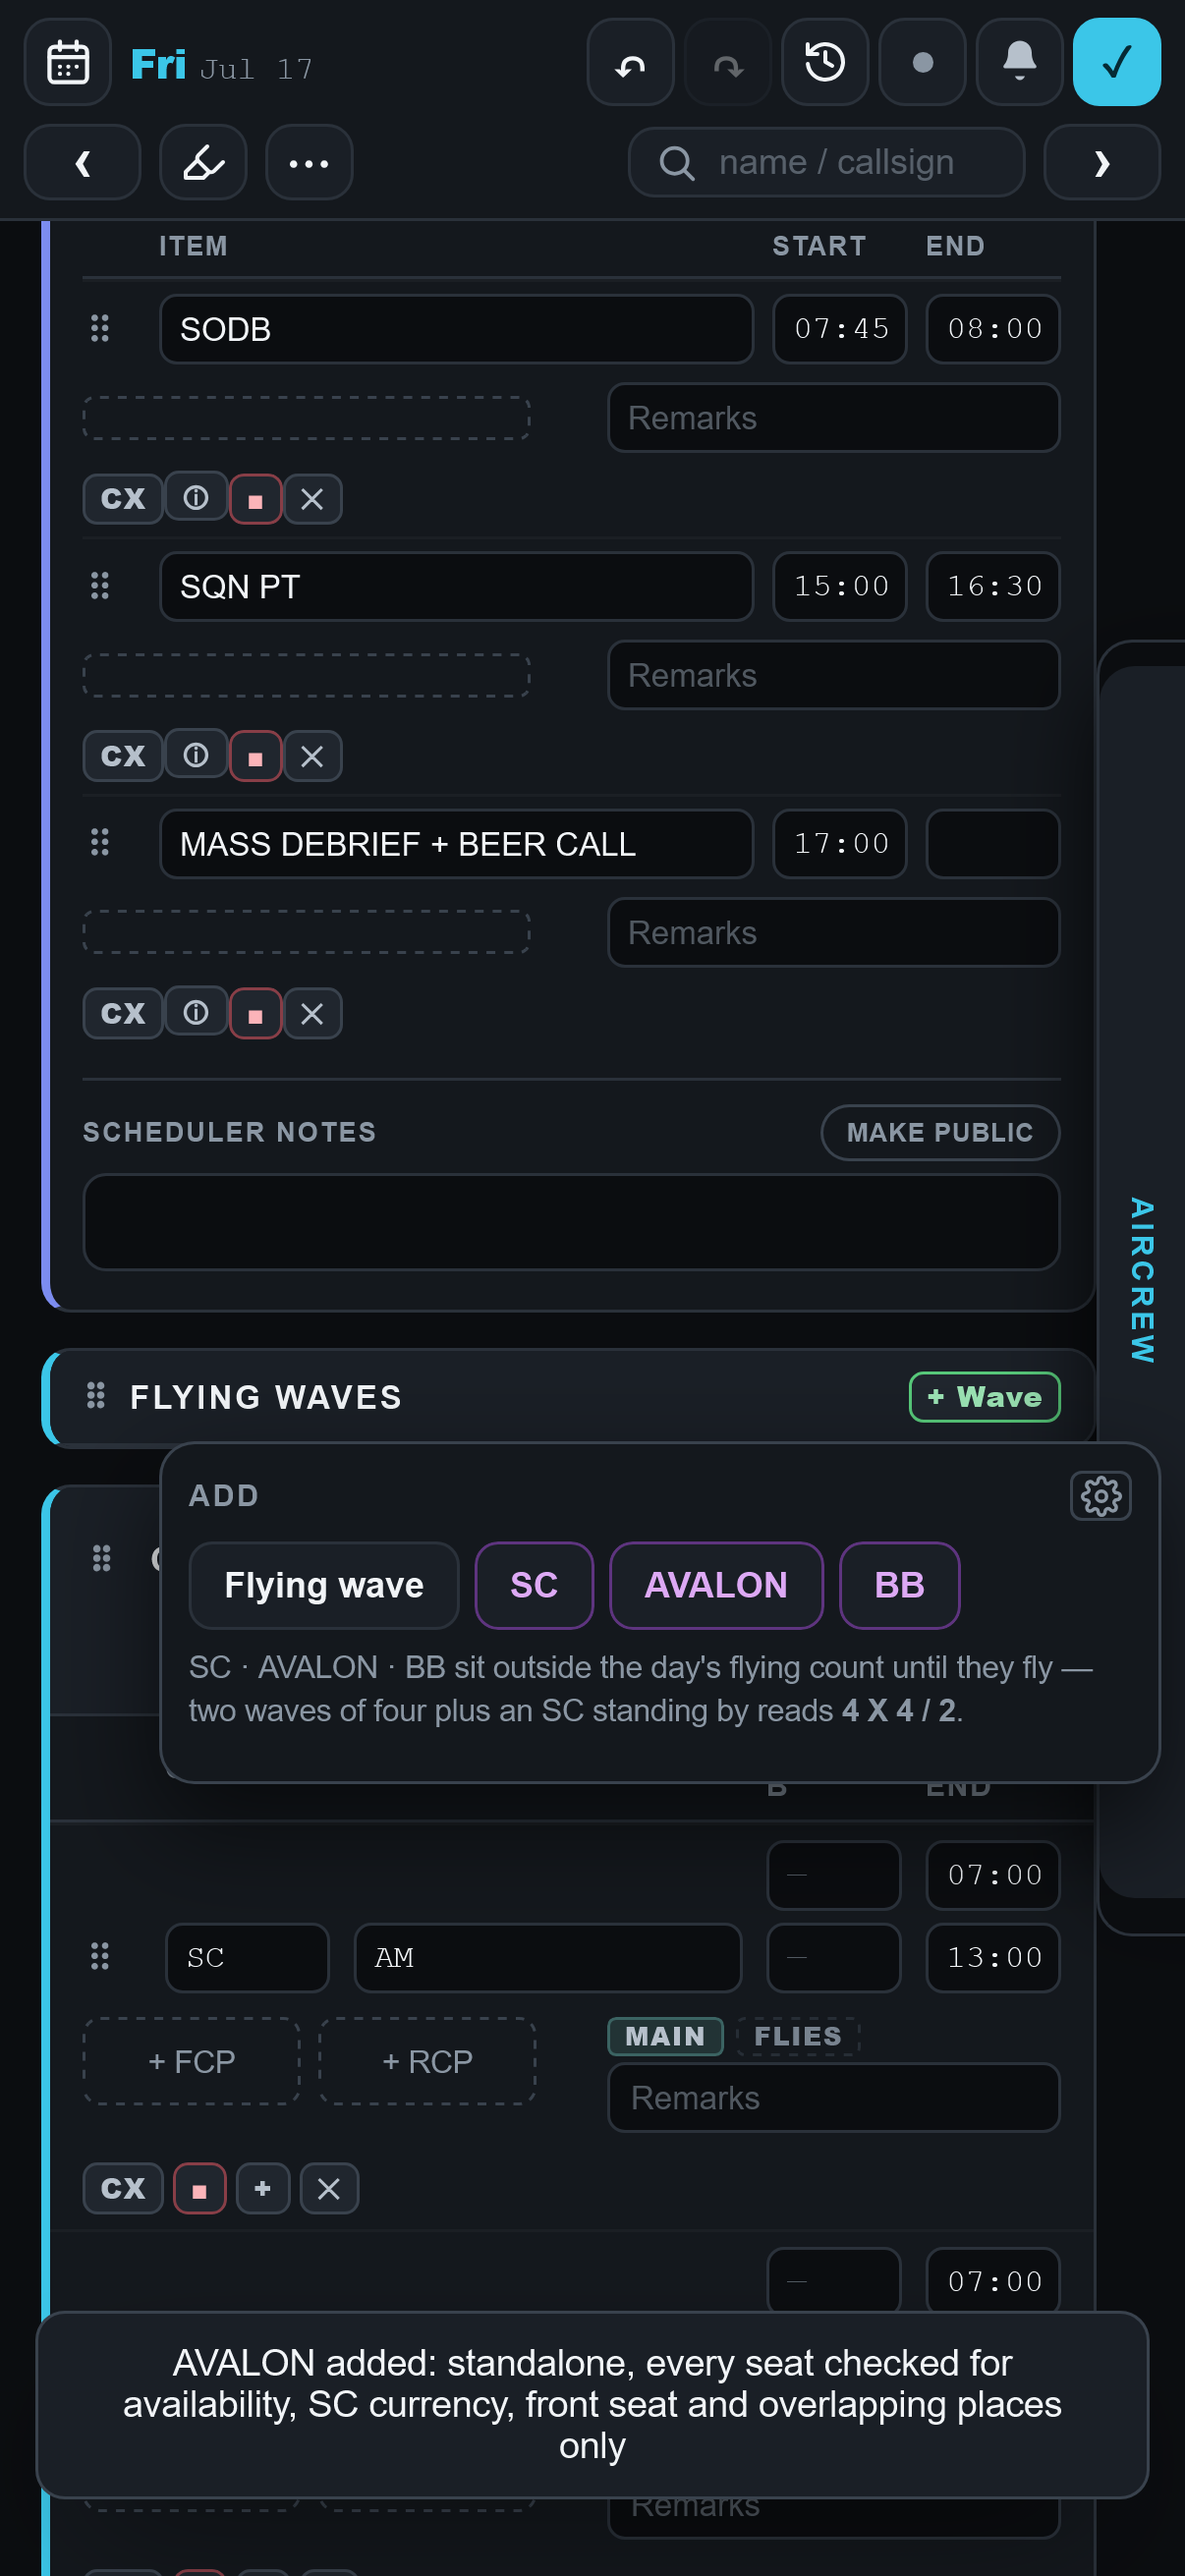 Fri Jul 17
name / callsign
ITEM START END
SODB 07:45 08:00
Remarks
CX
SQN PT 15:00 16:30
Remarks
CX
MASS DEBRIEF + BEER CALL 17:00
Remarks
CX
SCHEDULER NOTES MAKE PUBLIC
AIRCREW
FLYING WAVES + Wave
ADD
Flying wave SC AVALON BB
SC · AVALON · BB sit outside the day's flying count until they fly —
two waves of four plus an SC standing by reads 4 X 4 / 2.
B END
— 07:00
SC AM — 13:00
+ FCP + RCP MAIN FLIES
Remarks
CX +
— 07:00
AVALON added: standalone, every seat checked for
availability, SC currency, front seat and overlapping places
only
Remarks